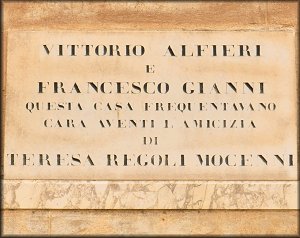 VITTORIO ALFIERI
E
FRANCESCO GIANNI
QUESTA CASA FREQUENTAVANO
CARA AVENTI L AMICIZIA
DI
TERESA REGOLI MOCENNI